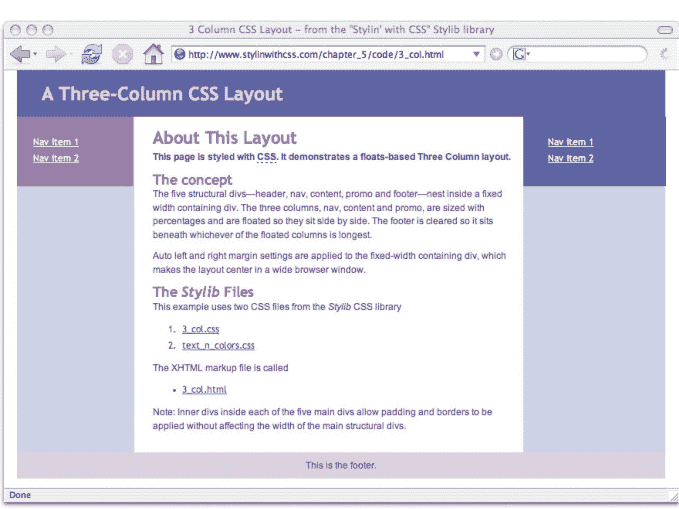 3 Column CSS Layout – from the "Stylin' with CSS" Stylib library
http://www.stylinwithcss.com/chapter_5/code/3_col.html
G
A Three-Column CSS Layout
Nav Item 1
Nav Item 2
About This Layout
This page is styled with CSS. It demonstrates a floats-based Three Column layout.
The concept
The five structural divs—header, nav, content, promo and footer—nest inside a fixed
width containing div. The three columns, nav, content and promo, are sized with
percentages and are floated so they sit side by side. The footer is cleared so it sits
beneath whichever of the floated columns is longest.
Auto left and right margin settings are applied to the fixed-width containing div, which
makes the layout center in a wide browser window.
The Stylib Files
This example uses two CSS files from the Stylib CSS library
1. 3_col.css
2. text_n_colors.css
The XHTML markup file is called
• 3_col.html
Note: Inner divs inside each of the five main divs allow padding and borders to be
applied without affecting the width of the main structural divs.
Nav Item 1
Nav Item 2
This is the footer.
Done